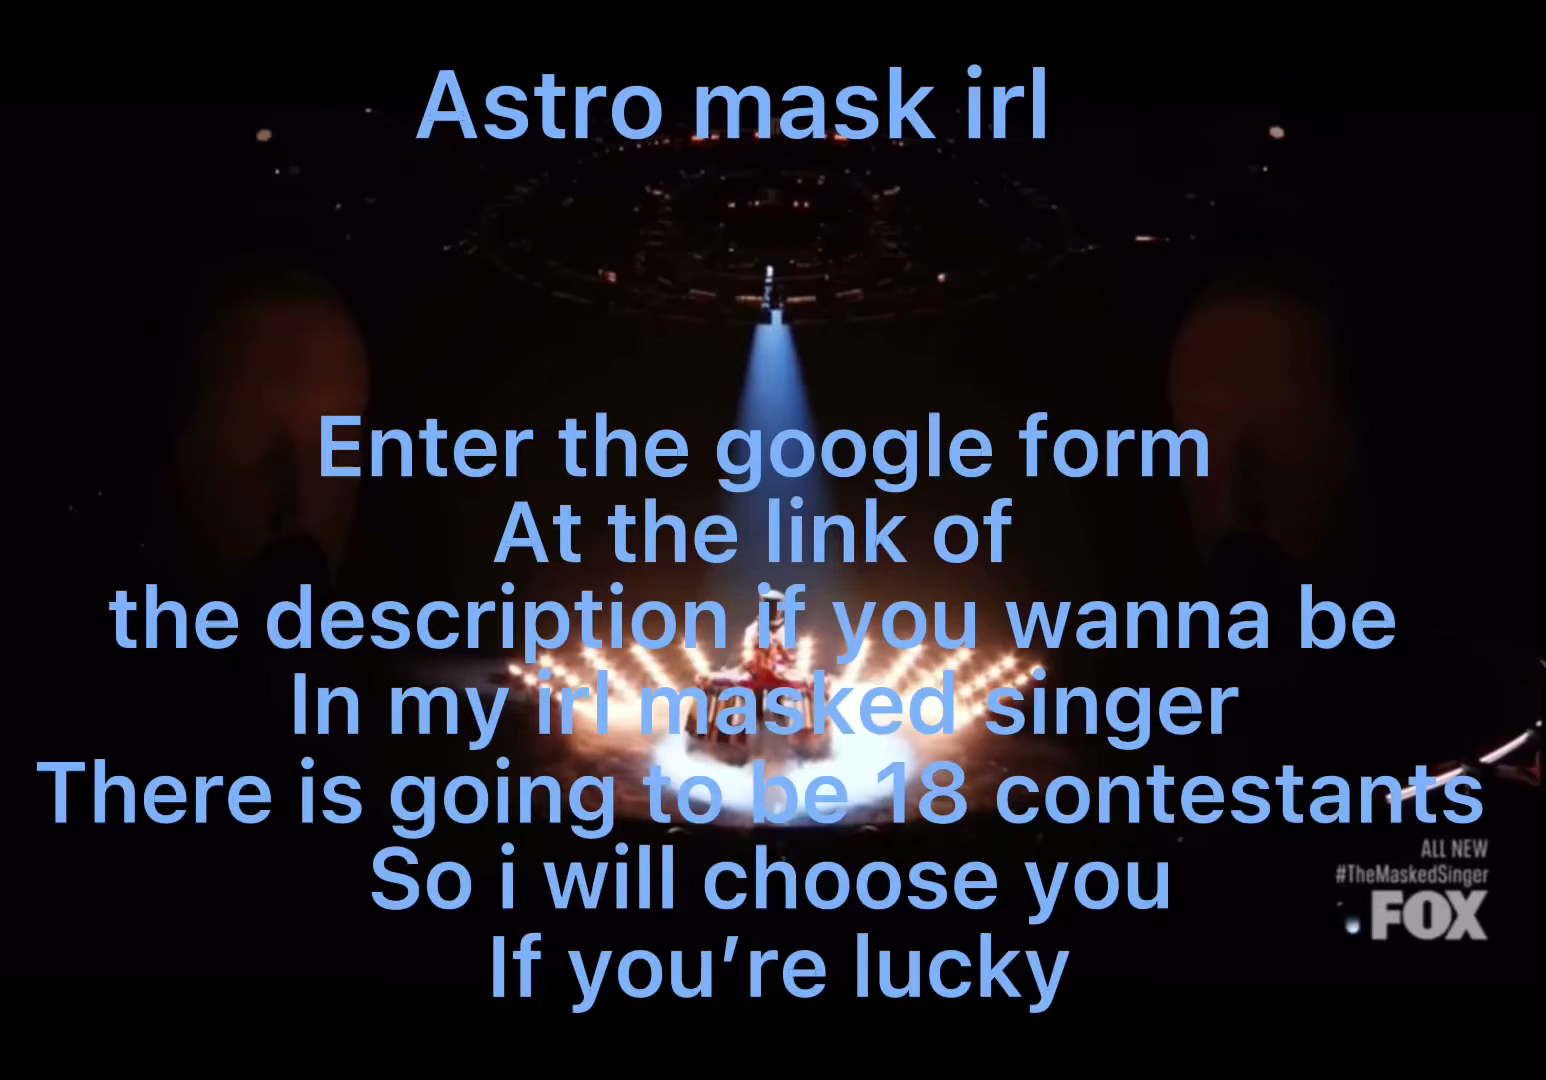 Astro mask irl
Enter the google form
At the link of
the description if you wanna be
In my irl masked singer
There is going to be 18 contestants
So i will choose you
If you’re lucky
ALL NEW
#TheMaskedSinger
FOX